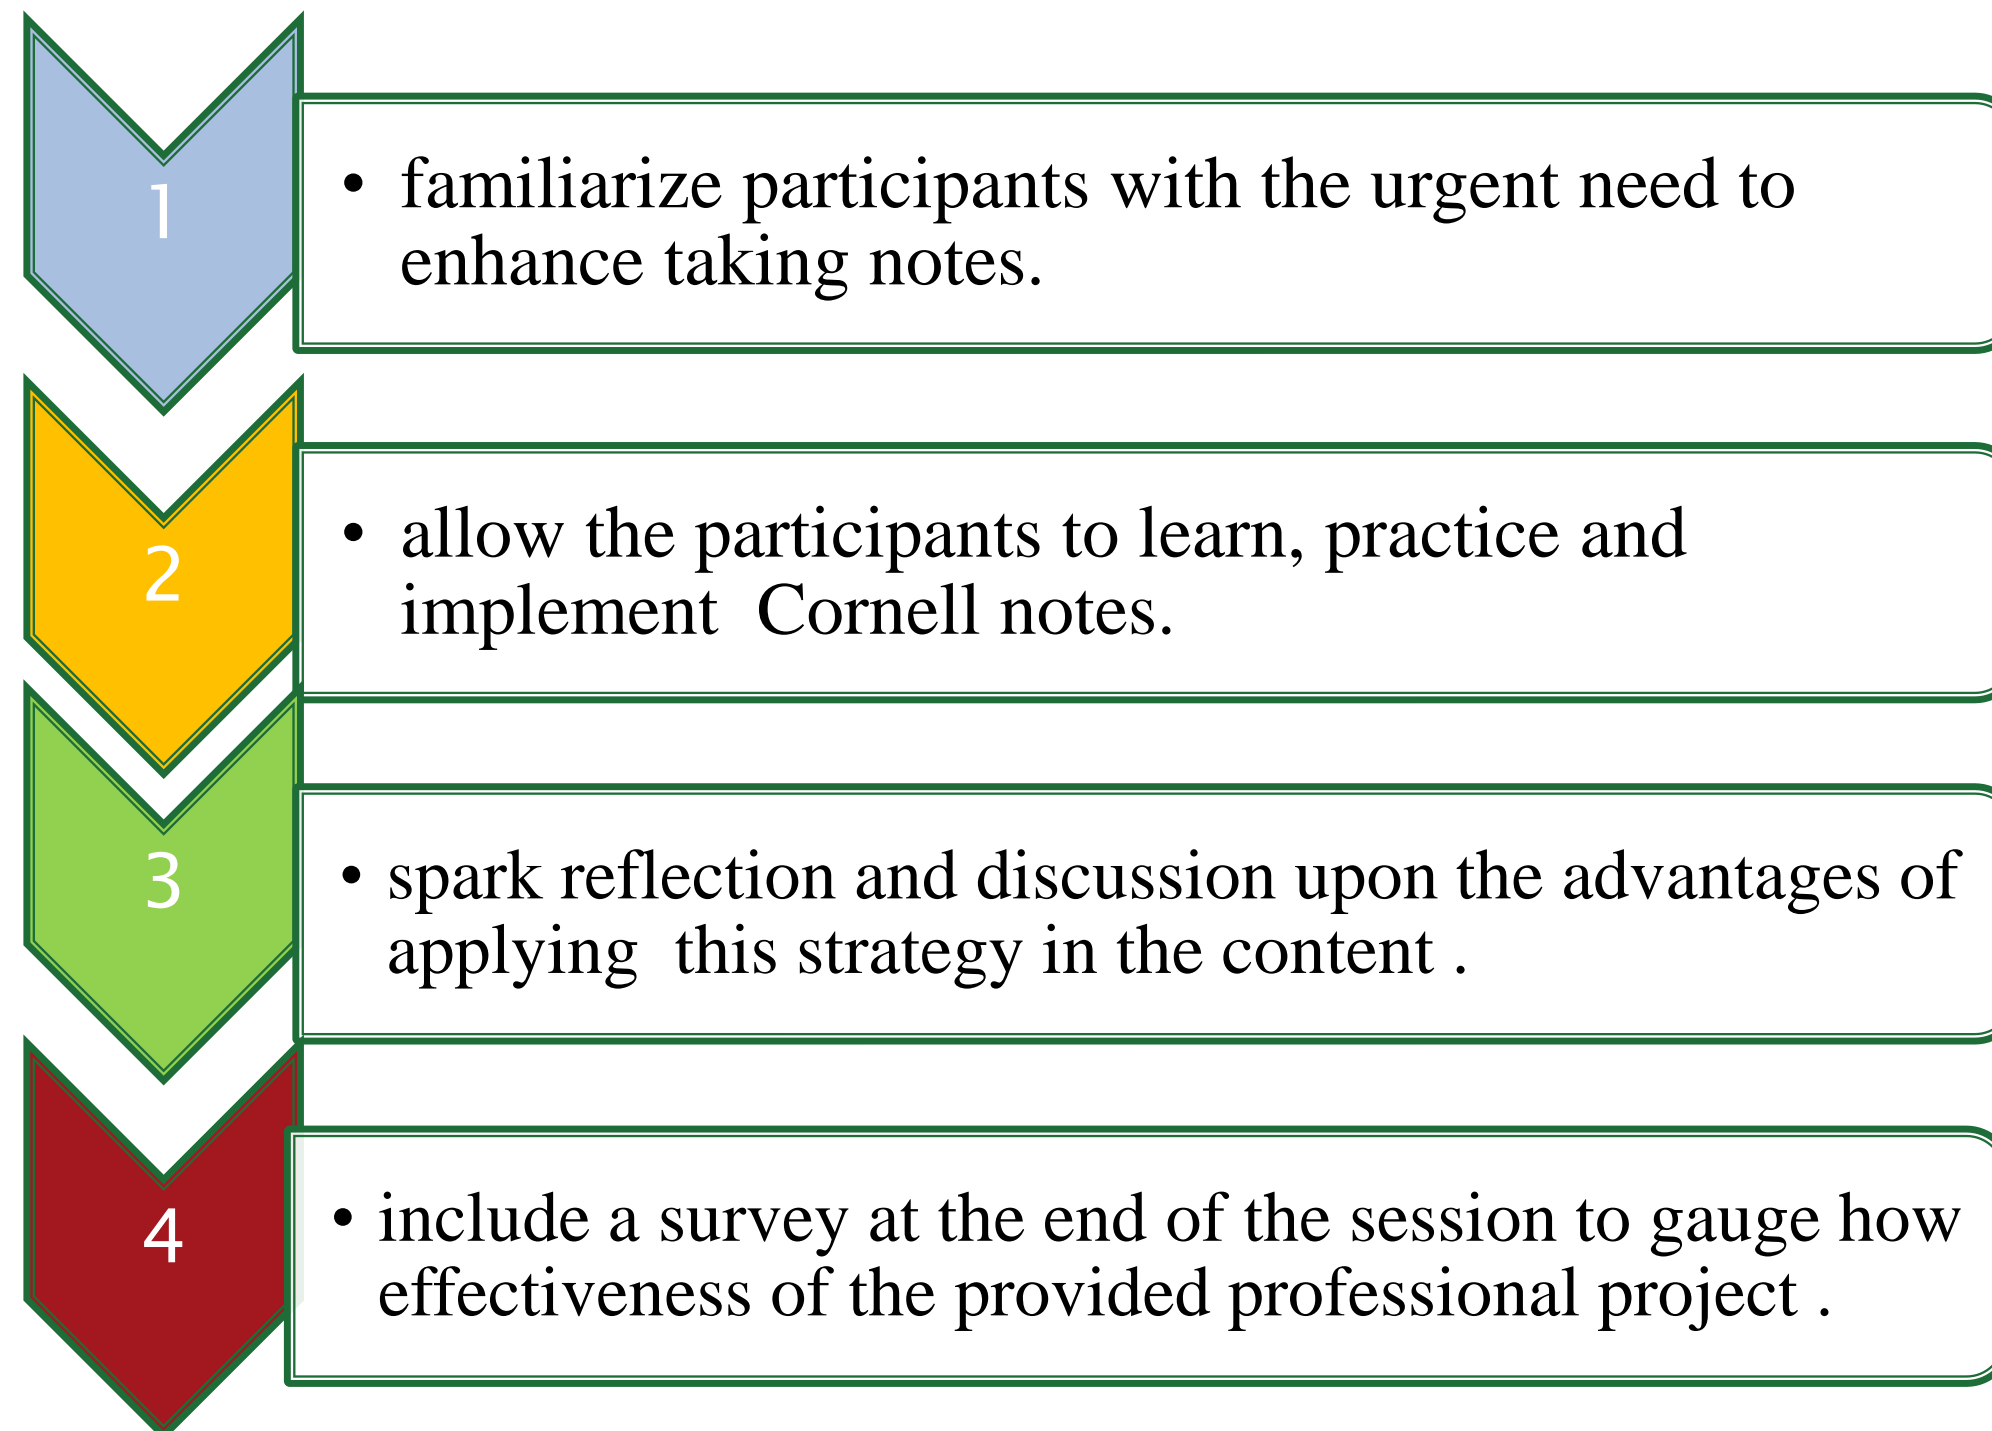 1
• familiarize participants with the urgent need to
enhance taking notes.
2
• allow the participants to learn, practice and
implement  Cornell notes.
3
• spark reflection and discussion upon the advantages of
applying  this strategy in the content .
4
• include a survey at the end of the session to gauge how
effectiveness of the provided professional project .